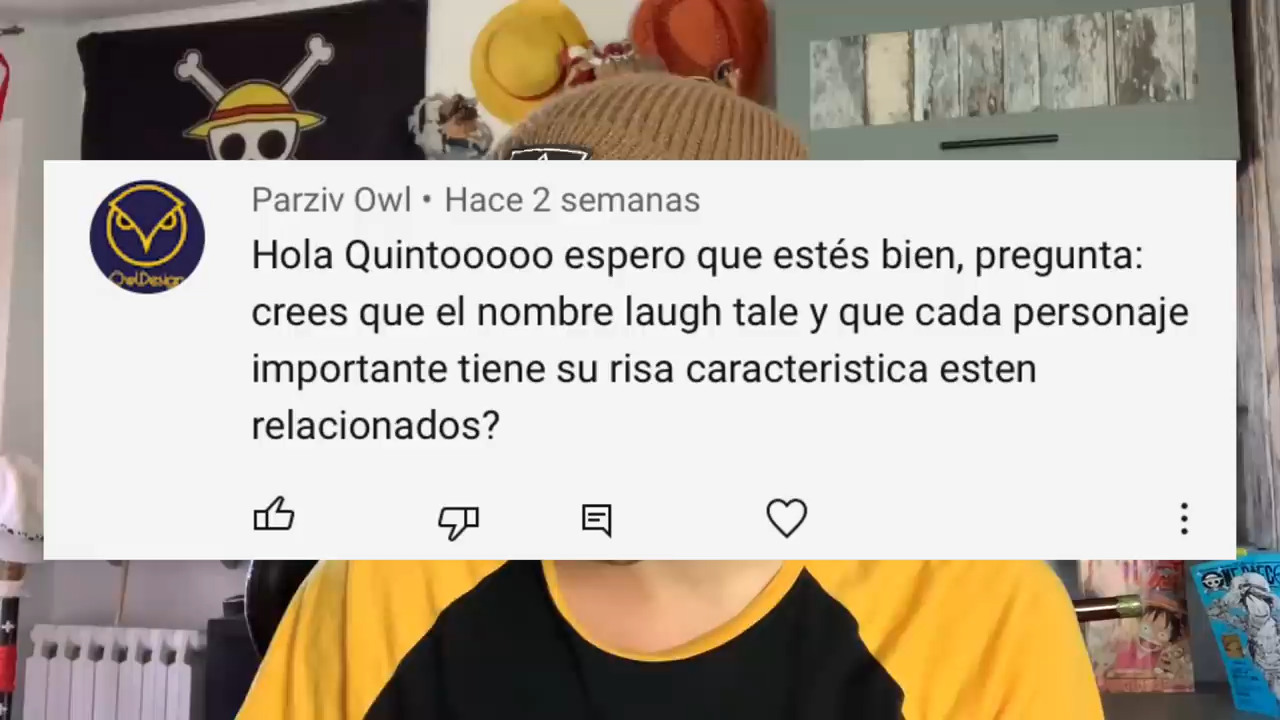 Parziv Owl • Hace 2 semanas
Hola Quintooooo espero que estés bien, pregunta:
crees que el nombre laugh tale y que cada personaje
importante tiene su risa caracteristica esten
relacionados?
OwlDesign